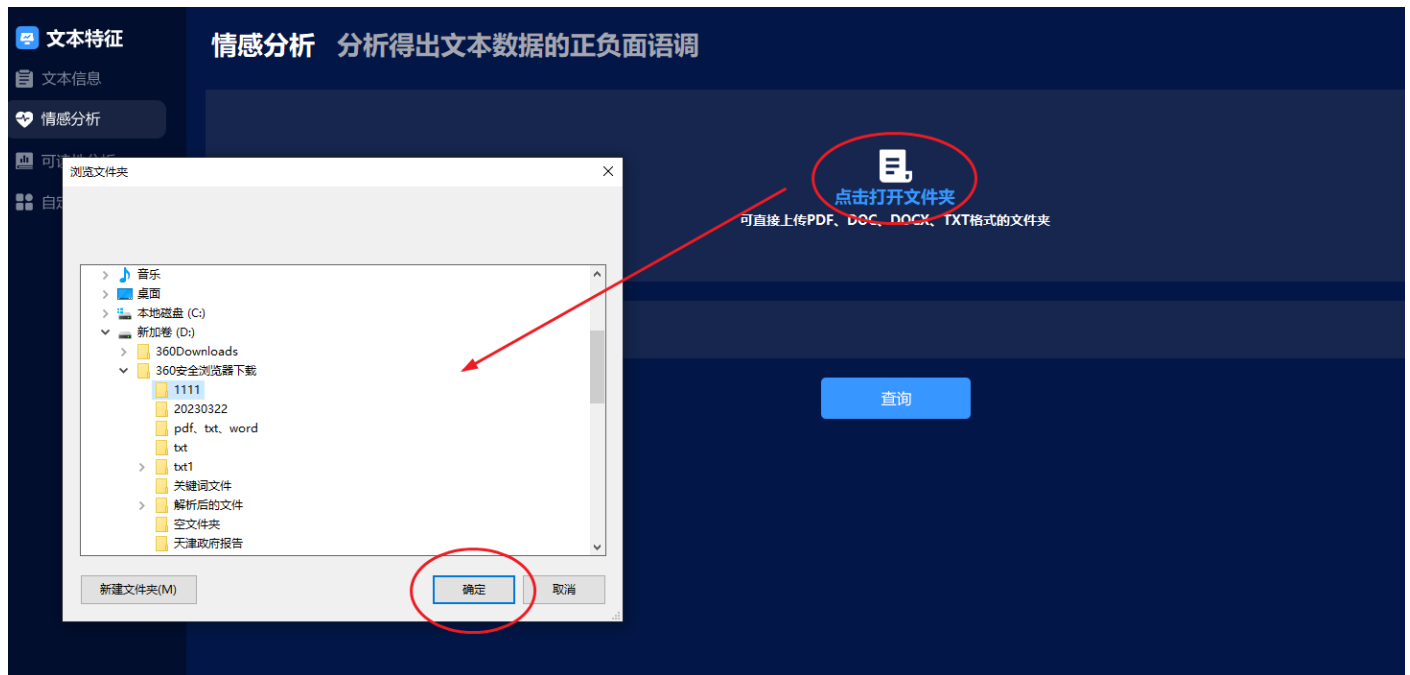 文本特征
文本信息
情感分析
可
自定
情感分析 分析得出文本数据的正负面语调
点击打开文件夹
可直接上传PDF、DOC、DOCX、TXT格式的文件夹
查询
浏览文件夹
音乐
桌面
本地磁盘 (C:)
新加卷 (D:)
360Downloads
360安全浏览器下载
1111
20230322
pdf、txt、word
txt
txt1
关键词文件
解析后的文件
空文件夹
天津政府报告
新建文件夹(M)
确定
取消